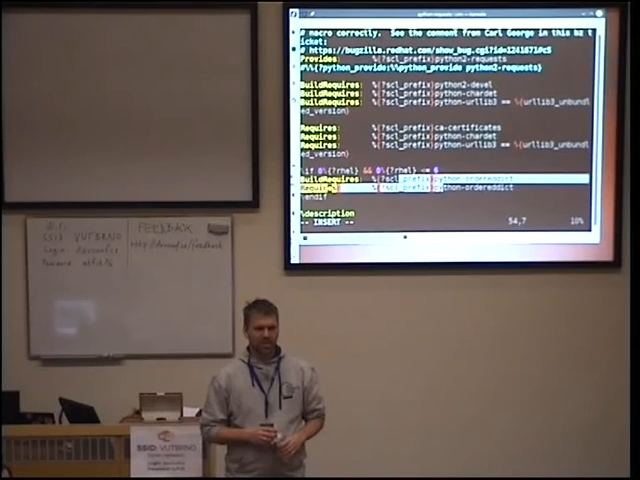 # macro correctly. See the comment from Carl George in this bz t
icket:
# https://bugzilla.redhat.com/show_bug.cgi?id=1241671#c5
Provides: %{?scl_prefix}python2-requests
#%%{?python_provide:%%python_provide python2-requests}
BuildRequires: %{?scl_prefix}python2-devel
BuildRequires: %{?scl_prefix}python-chardet
BuildRequires: %{?scl_prefix}python-urllib3 == %{urllib3_unbundl
ed_version}
Requires: %{?scl_prefix}ca-certificates
Requires: %{?scl_prefix}python-chardet
Requires: %{?scl_prefix}python-urllib3 == %{urllib3_unbundl
ed_version}
%if 0%{?rhel} && 0%{?rhel} <= 6
BuildRequires: %{?scl_prefix}python-ordereddict
Requires: %{?scl_prefix}python-ordereddict
%endif
%description
-- INSERT -- 54,7 10%
SSID VUTBRNO
Login:
Password
FEEDBACK
SSID: VUTBRNO